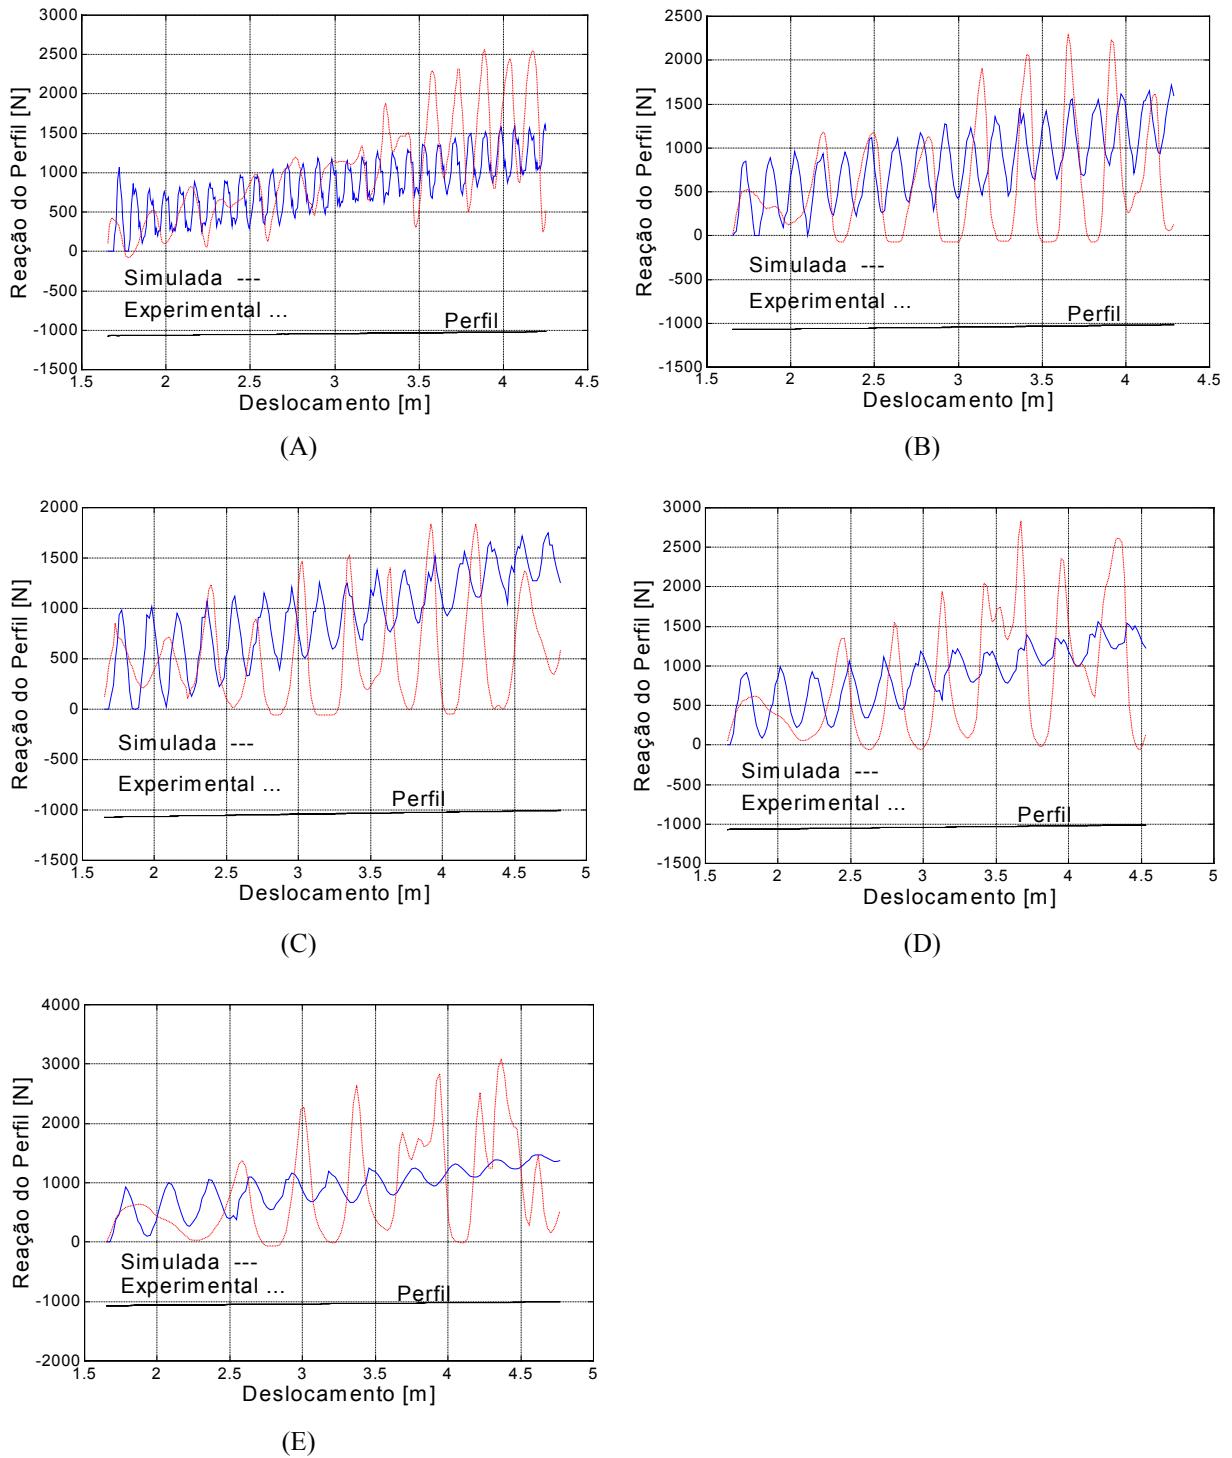 3000
2500
2000
1500
1000
500
0
-500
-1000
-1500
1.5 2 2.5 3 3.5 4 4.5
Reação do Perfil [N]
Deslocamento [m]
Simulada ---
Experimental ...
Perfil
(A)
2500
2000
1500
1000
500
0
-500
-1000
-1500
1.5 2 2.5 3 3.5 4 4.5
Reação do Perfil [N]
Deslocamento [m]
Simulada ---
Experimental ...
Perfil
(B)
2000
1500
1000
500
0
-500
-1000
-1500
1.5 2 2.5 3 3.5 4 4.5 5
Reação do Perfil [N]
Deslocamento [m]
Simulada ---
Experimental ...
Perfil
(C)
3000
2500
2000
1500
1000
500
0
-500
-1000
-1500
1.5 2 2.5 3 3.5 4 4.5 5
Reação do Perfil [N]
Deslocamento [m]
Simulada ---
Experimental ...
Perfil
(D)
4000
3000
2000
1000
0
-1000
-2000
1.5 2 2.5 3 3.5 4 4.5 5
Reação do Perfil [N]
Deslocamento [m]
Simulada ---
Experimental ...
Perfil
(E)